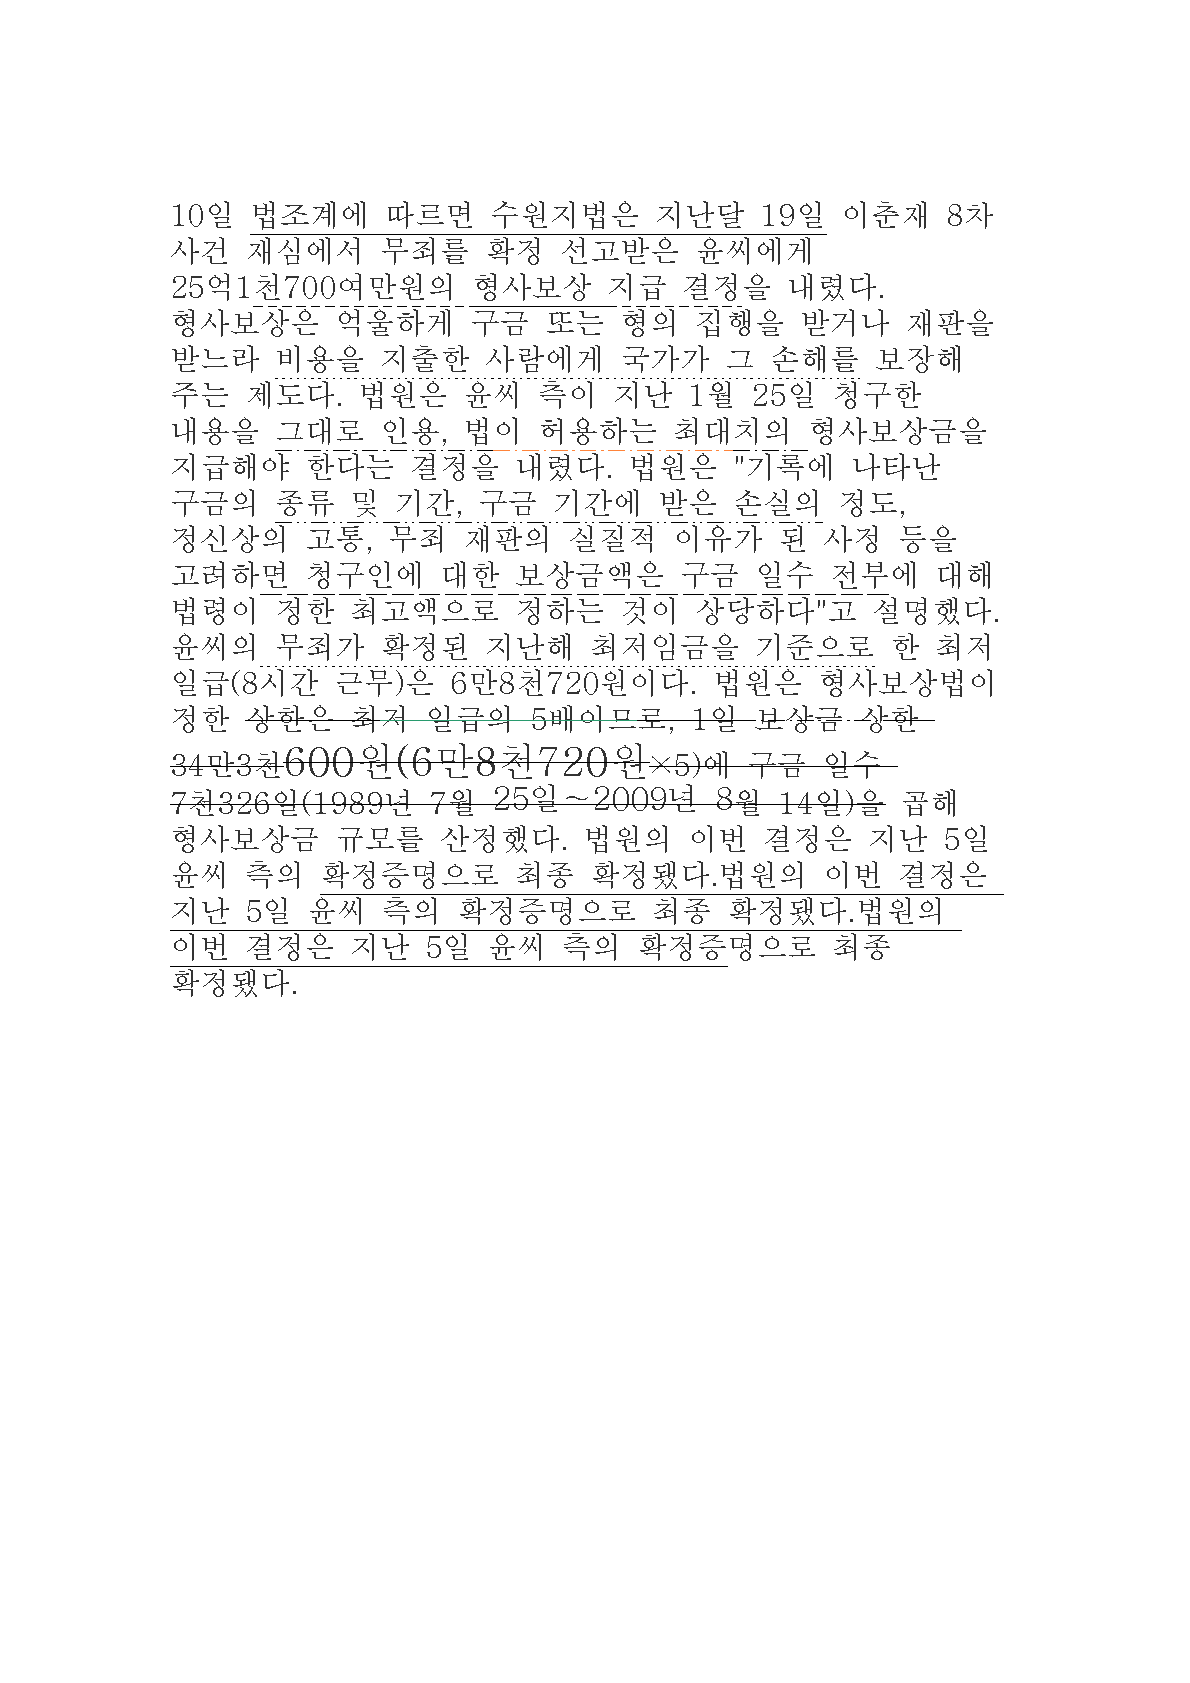 10일 법조계에 따르면 수원지법은 지난달 19일 이춘재 8차
사건 재심에서 무죄를 확정 선고받은 윤씨에게
25억1천700여만원의 형사보상 지급 결정을 내렸다.
형사보상은 억울하게 구금 또는 형의 집행을 받거나 재판을
받느라 비용을 지출한 사람에게 국가가 그 손해를 보장해
주는 제도다. 법원은 윤씨 측이 지난 1월 25일 청구한
내용을 그대로 인용, 법이 허용하는 최대치의 형사보상금을
지급해야 한다는 결정을 내렸다. 법원은 "기록에 나타난
구금의 종류 및 기간, 구금 기간에 받은 손실의 정도,
정신상의 고통, 무죄 재판의 실질적 이유가 된 사정 등을
고려하면 청구인에 대한 보상금액은 구금 일수 전부에 대해
법령이 정한 최고액으로 정하는 것이 상당하다"고 설명했다.
윤씨의 무죄가 확정된 지난해 최저임금을 기준으로 한 최저
일급(8시간 근무)은 6만8천720원이다. 법원은 형사보상법이
정한 상한은 최저 일급의 5배이므로, 1일 보상금 상한
34만3천600원(6만8천720원×5)에 구금 일수
7천326일(1989년 7월 25일~2009년 8월 14일)을 곱해
형사보상금 규모를 산정했다. 법원의 이번 결정은 지난 5일
윤씨 측의 확정증명으로 최종 확정됐다.법원의 이번 결정은
지난 5일 윤씨 측의 확정증명으로 최종 확정됐다.법원의
이번 결정은 지난 5일 윤씨 측의 확정증명으로 최종
확정됐다.